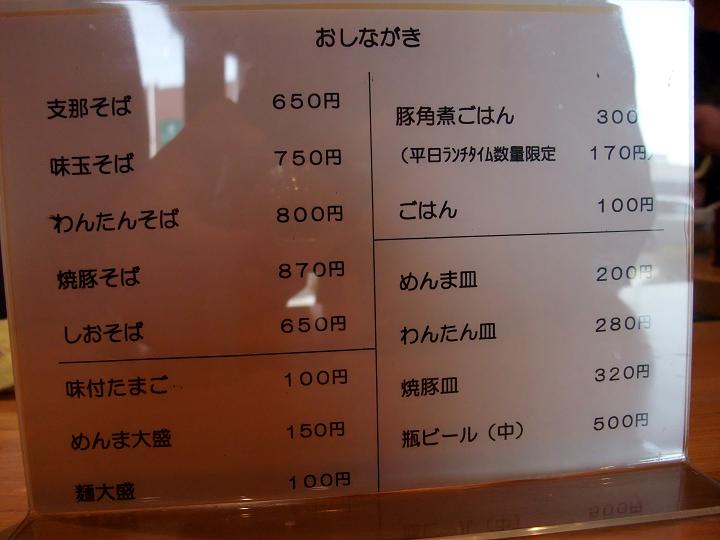 おしながき
支那そば 650円
味玉そば 750円
わんたんそば 800円
焼豚そば 870円
しおそば 650円
味付たまご 100円
めんま大盛 150円
麺大盛 100円
豚角煮ごはん 300
(平日ランチタイム数量限定 170円)
ごはん 100円
めんま皿 200円
わんたん皿 280円
焼豚皿 320円
瓶ビール(中) 500円